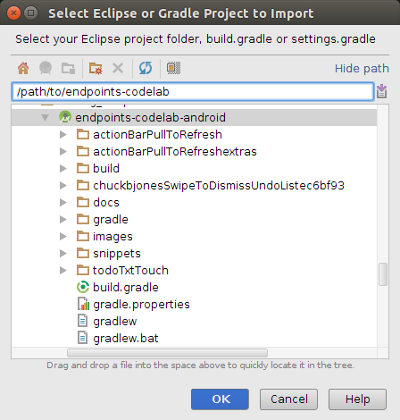 Select Eclipse or Gradle Project to Import
Select your Eclipse project folder, build.gradle or settings.gradle
Hide path
/path/to/endpoints-codelab
endpoints-codelab-android
actionBarPullToRefresh
actionBarPullToRefreshextras
build
chuckbjonesSwipeToDismissUndoListec6bf93
docs
gradle
images
snippets
todoTxtTouch
build.gradle
gradle.properties
gradlew
gradlew.bat
Drag and drop a file into the space above to quickly locate it in the tree.
OK
Cancel
Help